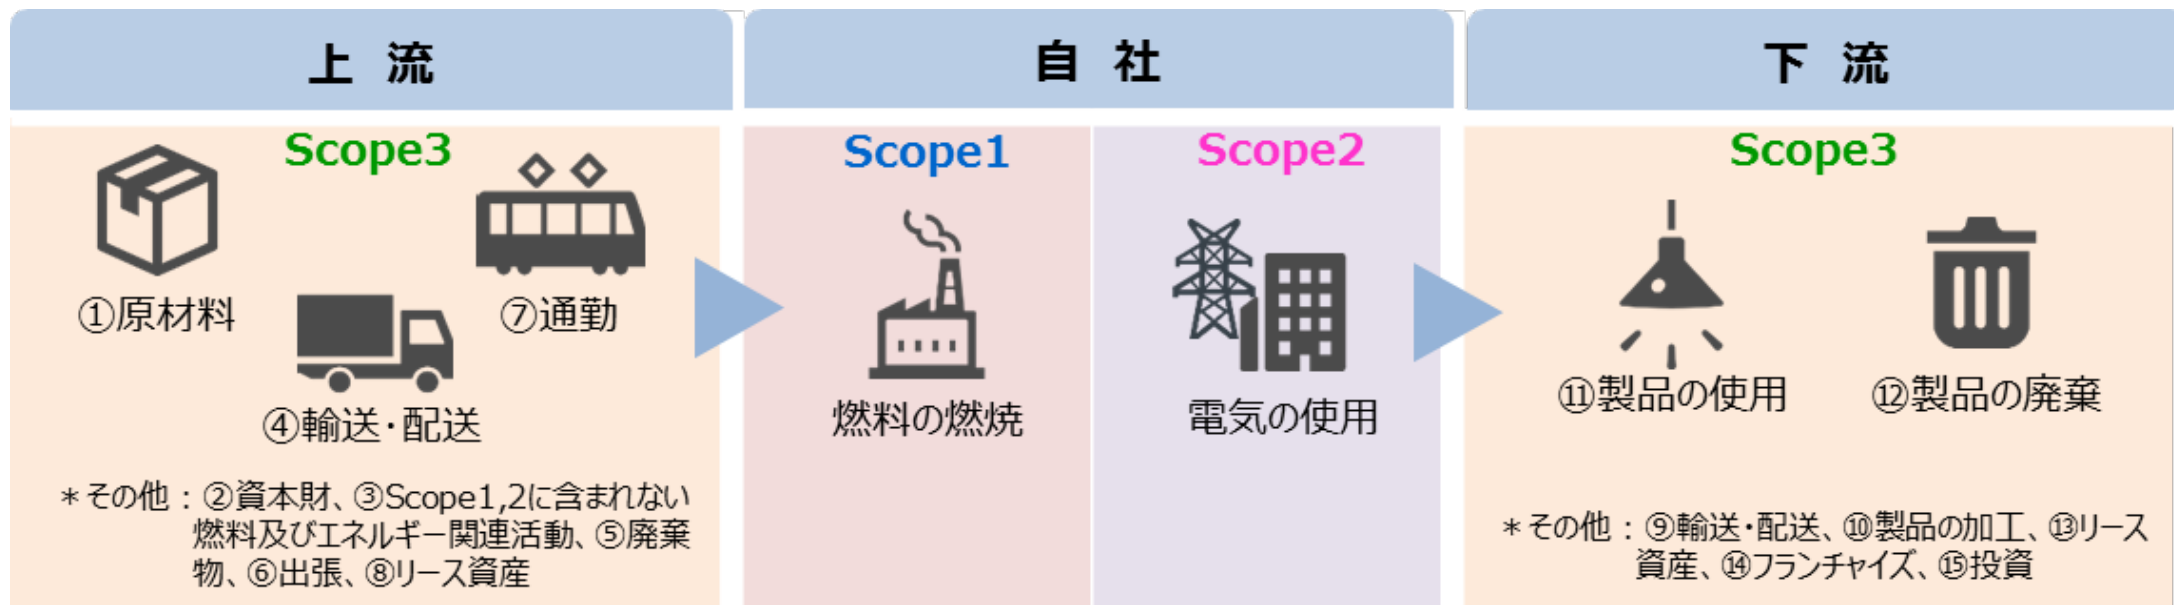 上 流
自 社
下 流
Scope3
①原材料
⑦通勤
④輸送・配送
＊その他：②資本財、③Scope1,2に含まれない
燃料及びエネルギー関連活動、⑤廃棄
物、⑥出張、⑧リース資産
Scope1
燃料の燃焼
Scope2
電気の使用
Scope3
⑪製品の使用
⑫製品の廃棄
＊その他：⑨輸送・配送、⑩製品の加工、⑬リース
資産、⑭フランチャイズ、⑮投資